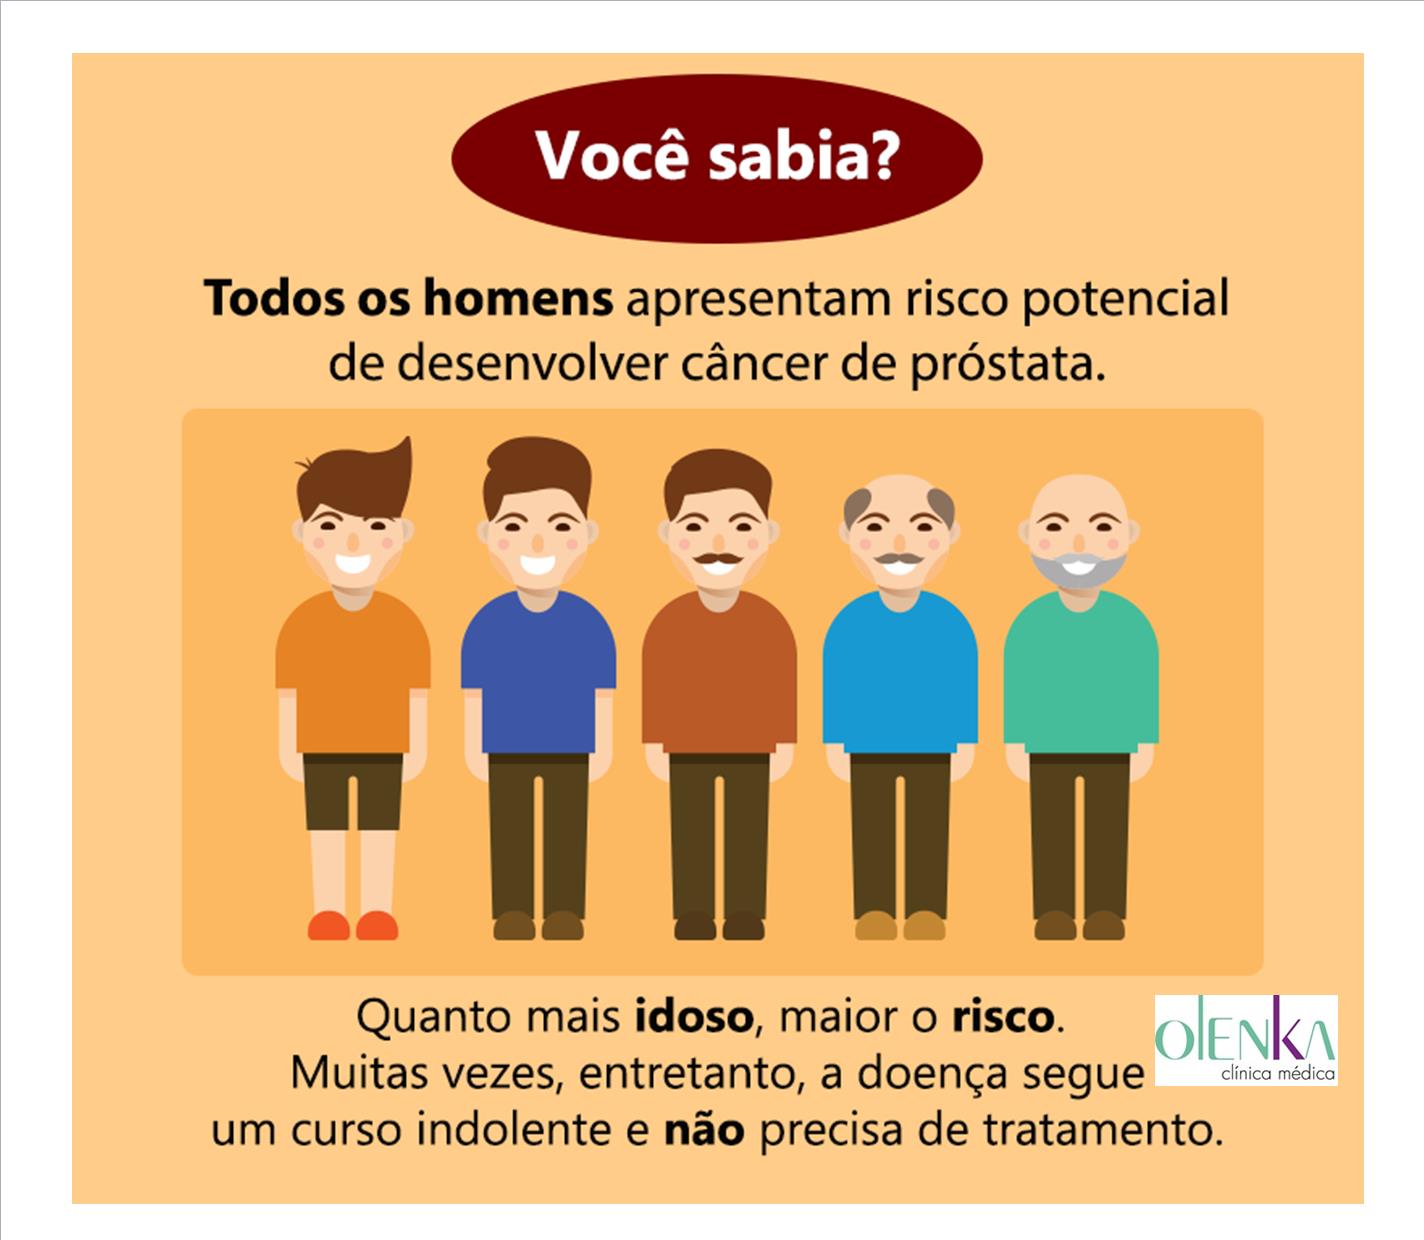 Você sabia?
Todos os homens apresentam risco potencial
de desenvolver câncer de próstata.
Quanto mais idoso, maior o risco.
Muitas vezes, entretanto, a doença segue
um curso indolente e não precisa de tratamento.
OLENKA
clínica médica